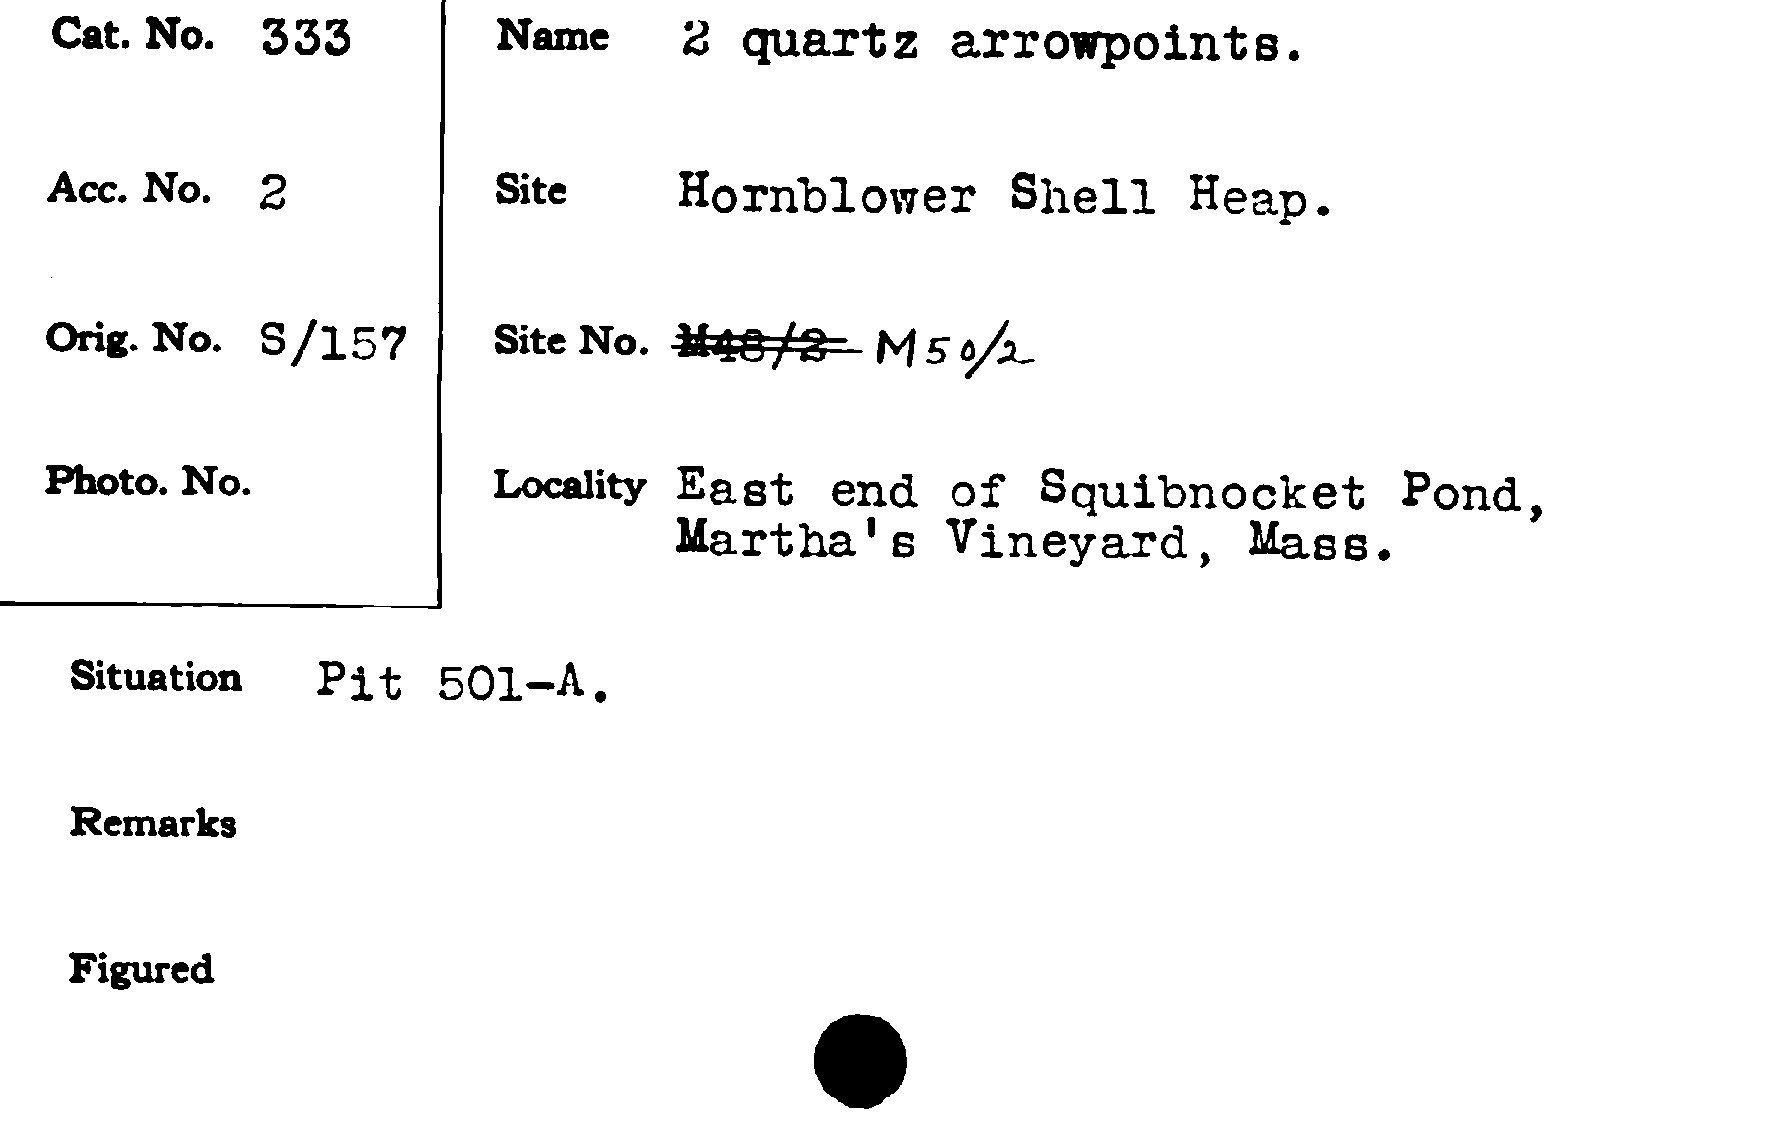 Cat. No. 333
Name 2 quartz arrowpoints.
Acc. No. 2
Site Hornblower Shell Heap.
Orig. No. S/157
Site No. M48/2 M50/2
Photo. No.
Locality East end of Squibnocket Pond,
Martha's Vineyard, Mass.
Situation Pit 501-A.
Remarks
Figured